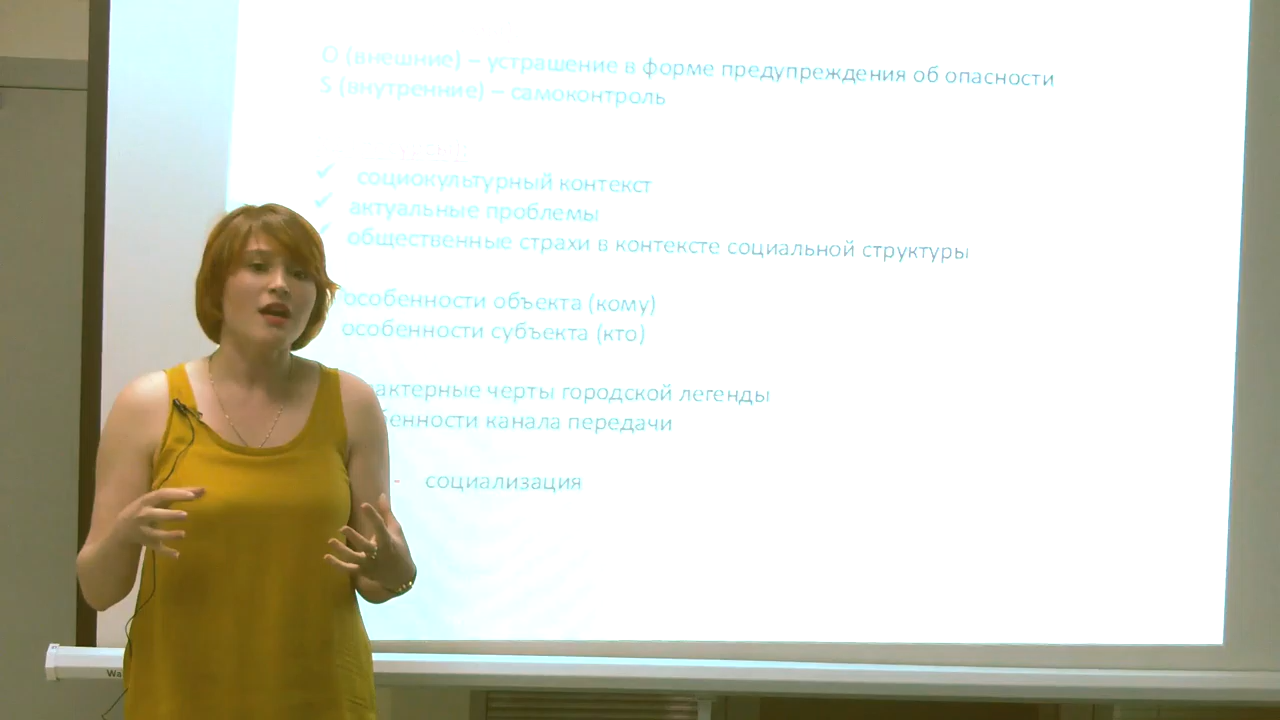 О (внешние) – устрашение в форме предупреждения об опасности
S (внутренние) – самоконтроль
социокультурный контекст
актуальные проблемы
общественные страхи в контексте социальной структуры
особенности объекта (кому)
особенности субъекта (кто)
черты городской легенды
канала передачи
- социализация